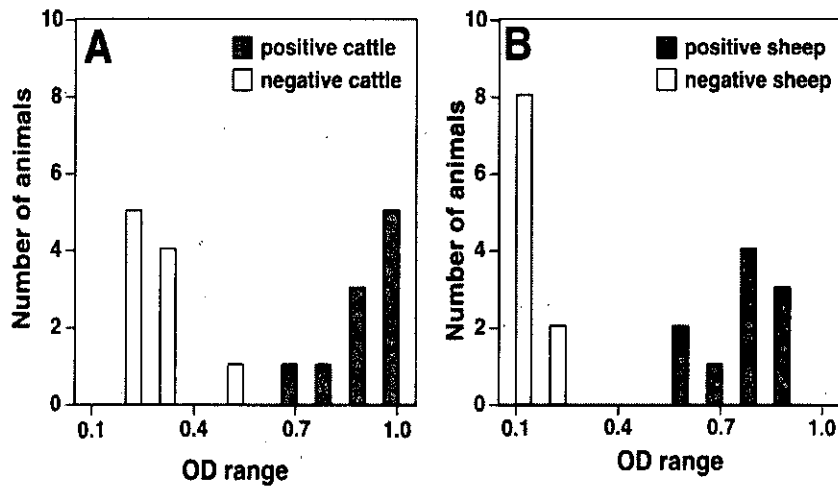 A
positive cattle
negative cattle
Number of animals
10
8
6
4
2
0
0.1 0.4 0.7 1.0
OD range
B
positive sheep
negative sheep
Number of animals
10
8
6
4
2
0
0.1 0.4 0.7 1.0
OD range